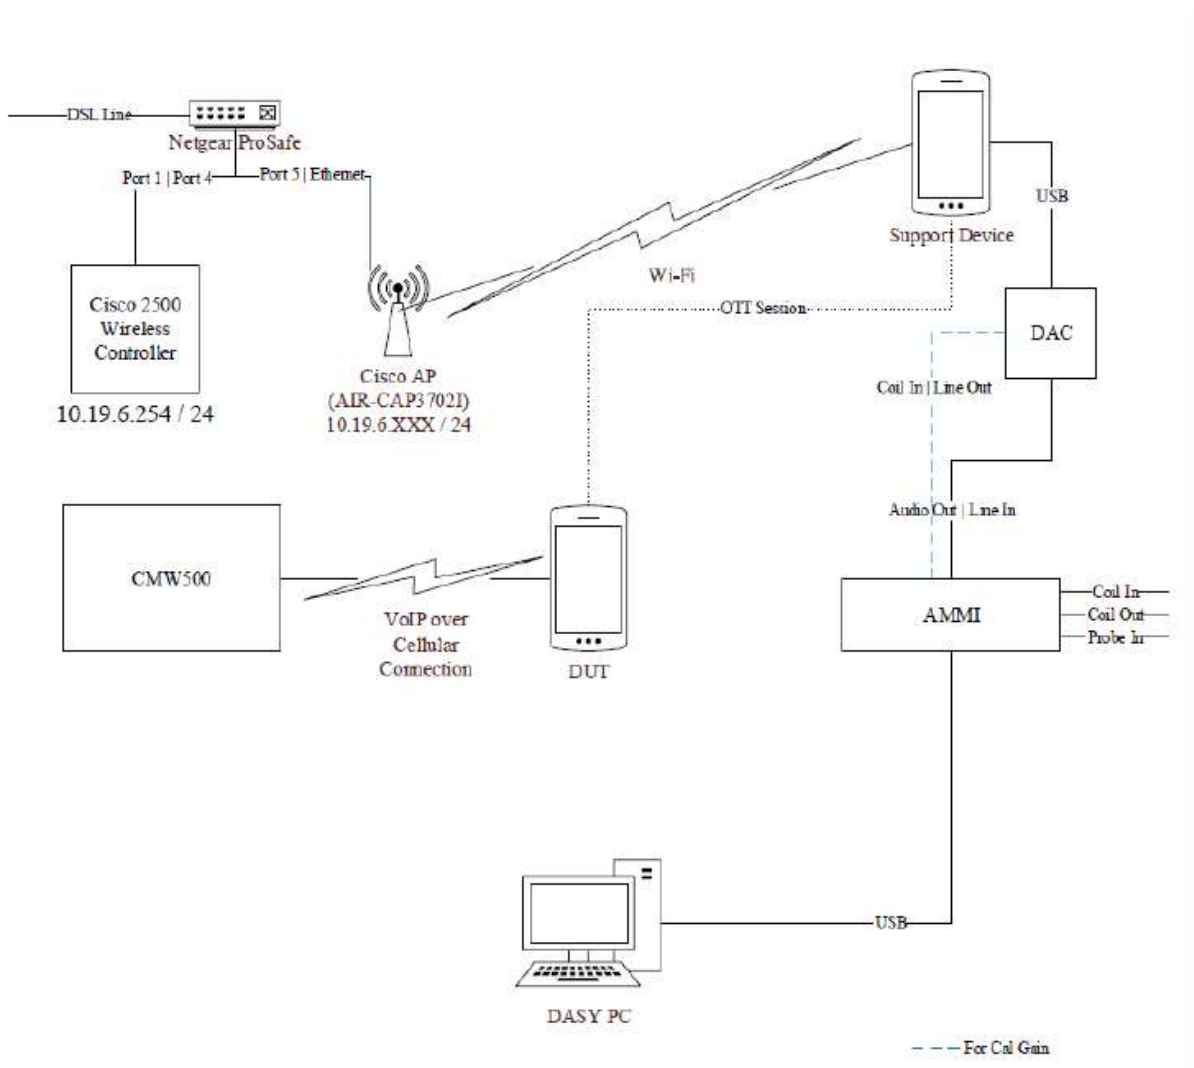 DSL Line
Netgear ProSafe
Port 1 | Port 4
Port 5 | Ethernet
USB
Support Device
Wi-Fi
Cisco 2500
Wireless
Controller
10.19.6.254 / 24
OTT Session
DAC
Cisco AP
(AIR-CAP3702I)
10.19.6.XXX / 24
Coil In | Line Out
Audio Out | Line In
CMW500
VoIP over
Cellular
Connection
DUT
AMMI
Coil In
Coil Out
Probe In
USB
DASY PC
For Cal Gain